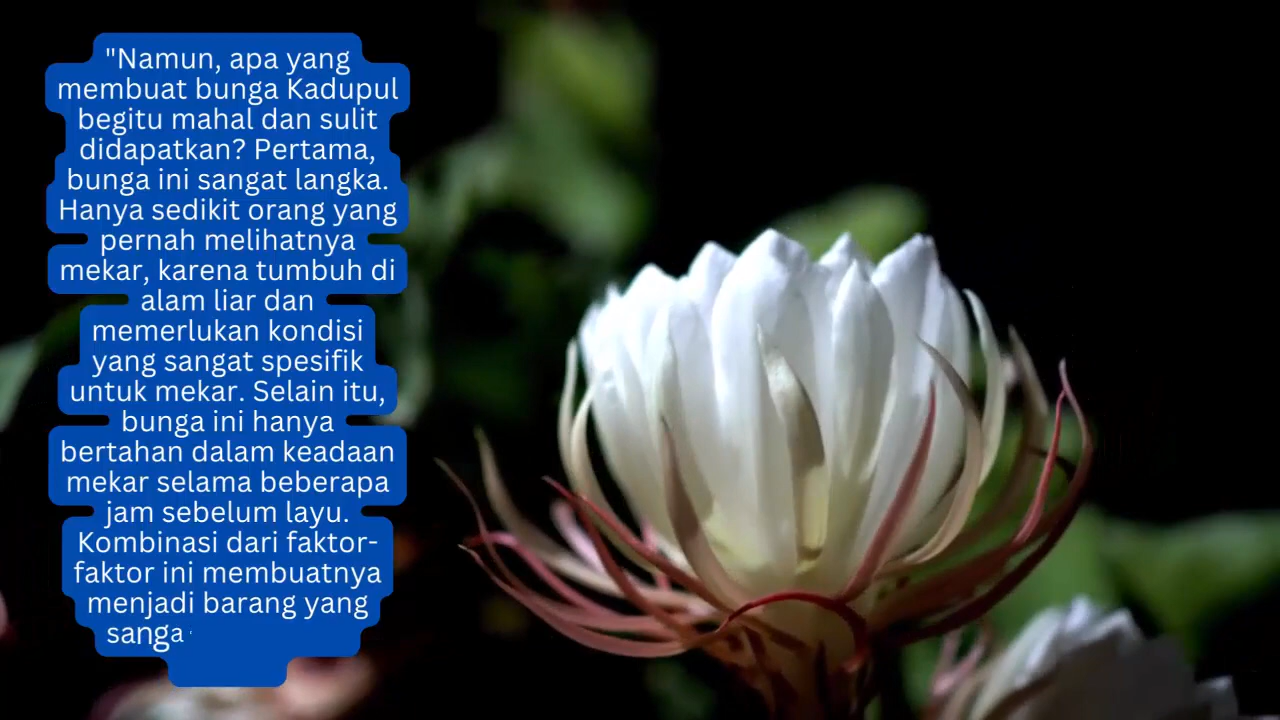 "Namun, apa yang
membuat bunga Kadupul
begitu mahal dan sulit
didapatkan? Pertama,
bunga ini sangat langka.
Hanya sedikit orang yang
pernah melihatnya
mekar, karena tumbuh di
alam liar dan
memerlukan kondisi
yang sangat spesifik
untuk mekar. Selain itu,
bunga ini hanya
bertahan dalam keadaan
mekar selama beberapa
jam sebelum layu.
Kombinasi dari faktor-
faktor ini membuatnya
menjadi barang yang
sanga